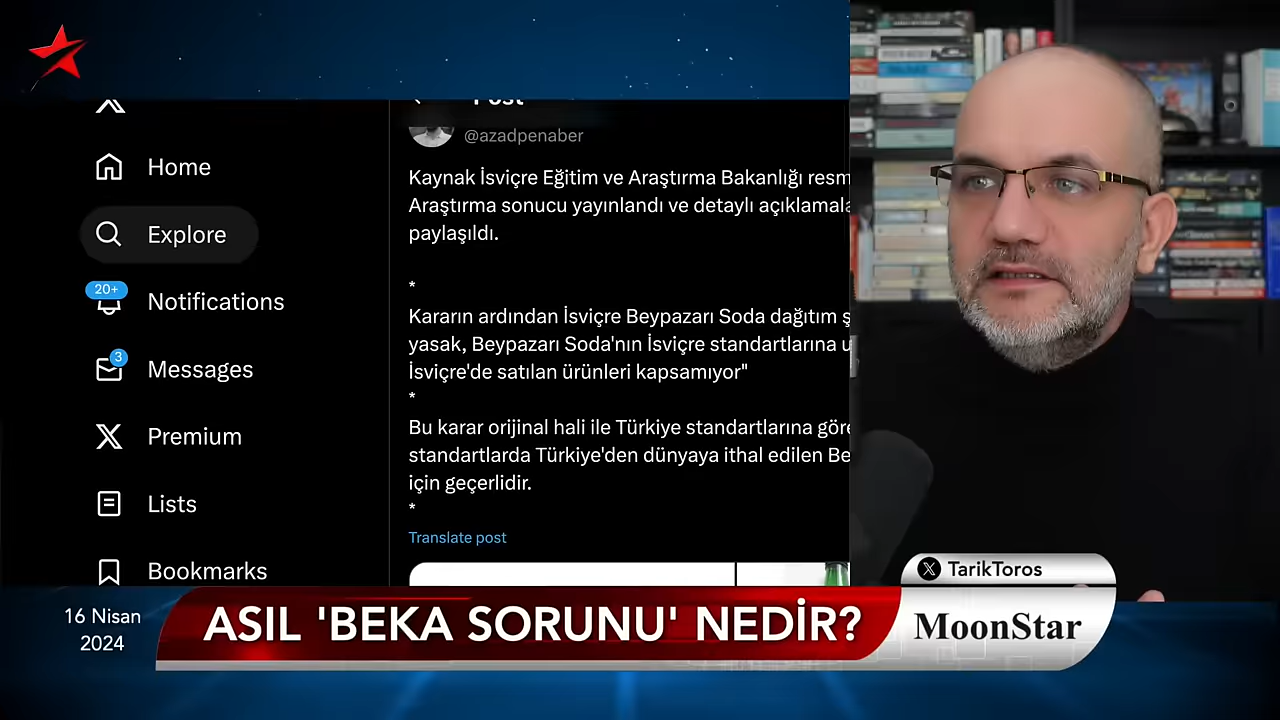 Post
@azadpenaber
Home
Explore
20+
Notifications
3
Messages
Premium
Lists
Bookmarks
Kaynak İsviçre Eğitim ve Araştırma Bakanlığı resm
Araştırma sonucu yayınlandı ve detaylı açıklamala
paylaşıldı.
*
Kararın ardından İsviçre Beypazarı Soda dağıtım ş
yasak, Beypazarı Soda'nın İsviçre standartlarına u
İsviçre'de satılan ürünleri kapsamıyor"
*
Bu karar orijinal hali ile Türkiye standartlarına göre
standartlarda Türkiye'den dünyaya ithal edilen Be
için geçerlidir.
*
Translate post
TarikToros
MoonStar
16 Nisan
2024
ASIL 'BEKA SORUNU' NEDİR?